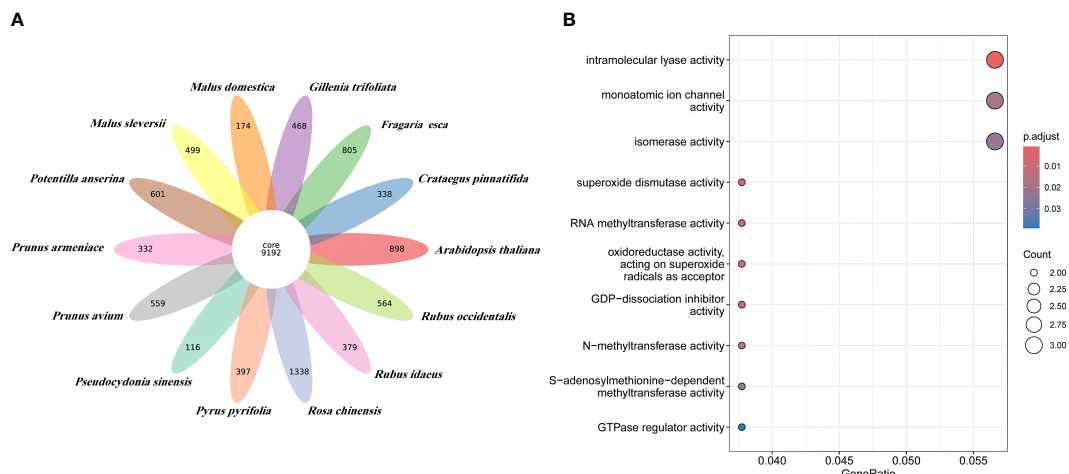 A
Malus domestica
Gillenia trifoliata
Malus sleversii
Fragaria esca
Potentilla anserina
Crataegus pinnatifida
Prunus armeniace
Arabidopsis thaliana
Prunus avium
Rubus occidentalis
Pseudocydonia sinensis
Rubus idaeus
Pyrus pyrifolia
Rosa chinensis
174
468
499
805
601
338
332
898
core
9192
559
564
116
379
397
1338
B
intramolecular lyase activity
monoatomic ion channel
activity
isomerase activity
superoxide dismutase activity
RNA methyltransferase activity
oxidoreductase activity,
acting on superoxide
radicals as acceptor
GDP−dissociation inhibitor
activity
N−methyltransferase activity
S−adenosylmethionine−dependent
methyltransferase activity
GTPase regulator activity
0.040
0.045
0.050
0.055
GeneRatio
p.adjust
0.01
0.02
0.03
Count
2.00
2.25
2.50
2.75
3.00